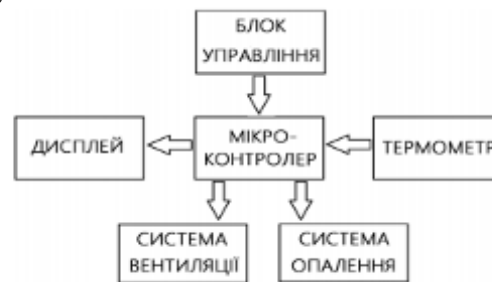 БЛОК
УПРАВЛІННЯ
ДИСПЛЕЙ
МІКРО-
КОНТРОЛЕР
ТЕРМОМЕТР
СИСТЕМА
ВЕНТИЛЯЦІЇ
СИСТЕМА
ОПАЛЕННЯ